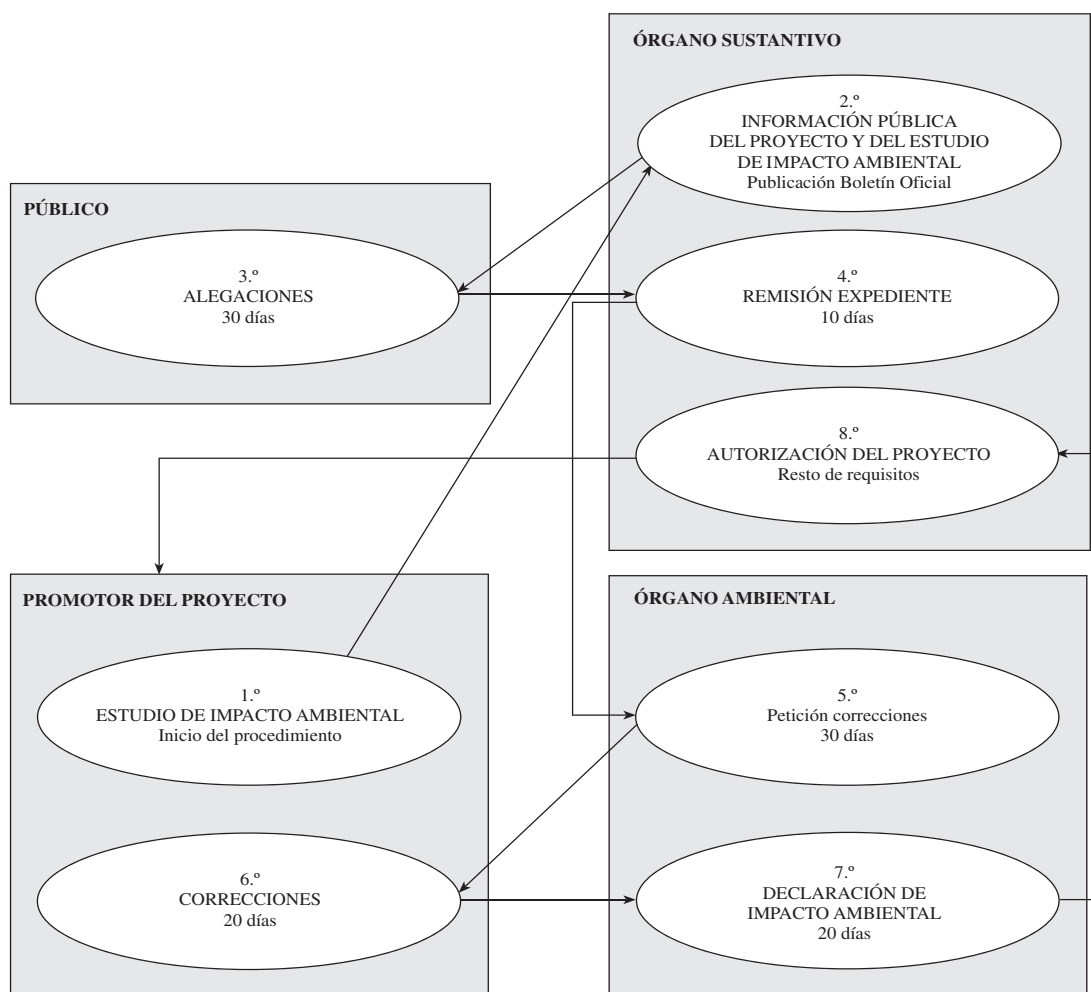 ÓRGANO SUSTANTIVO
2.º
INFORMACIÓN PÚBLICA
DEL PROYECTO Y DEL ESTUDIO
DE IMPACTO AMBIENTAL
Publicación Boletín Oficial
PÚBLICO
3.º
ALEGACIONES
30 días
4.º
REMISIÓN EXPEDIENTE
10 días
8.º
AUTORIZACIÓN DEL PROYECTO
Resto de requisitos
PROMOTOR DEL PROYECTO
1.º
ESTUDIO DE IMPACTO AMBIENTAL
Inicio del procedimiento
6.º
CORRECCIONES
20 días
ÓRGANO AMBIENTAL
5.º
Petición correcciones
30 días
7.º
DECLARACIÓN DE
IMPACTO AMBIENTAL
20 días